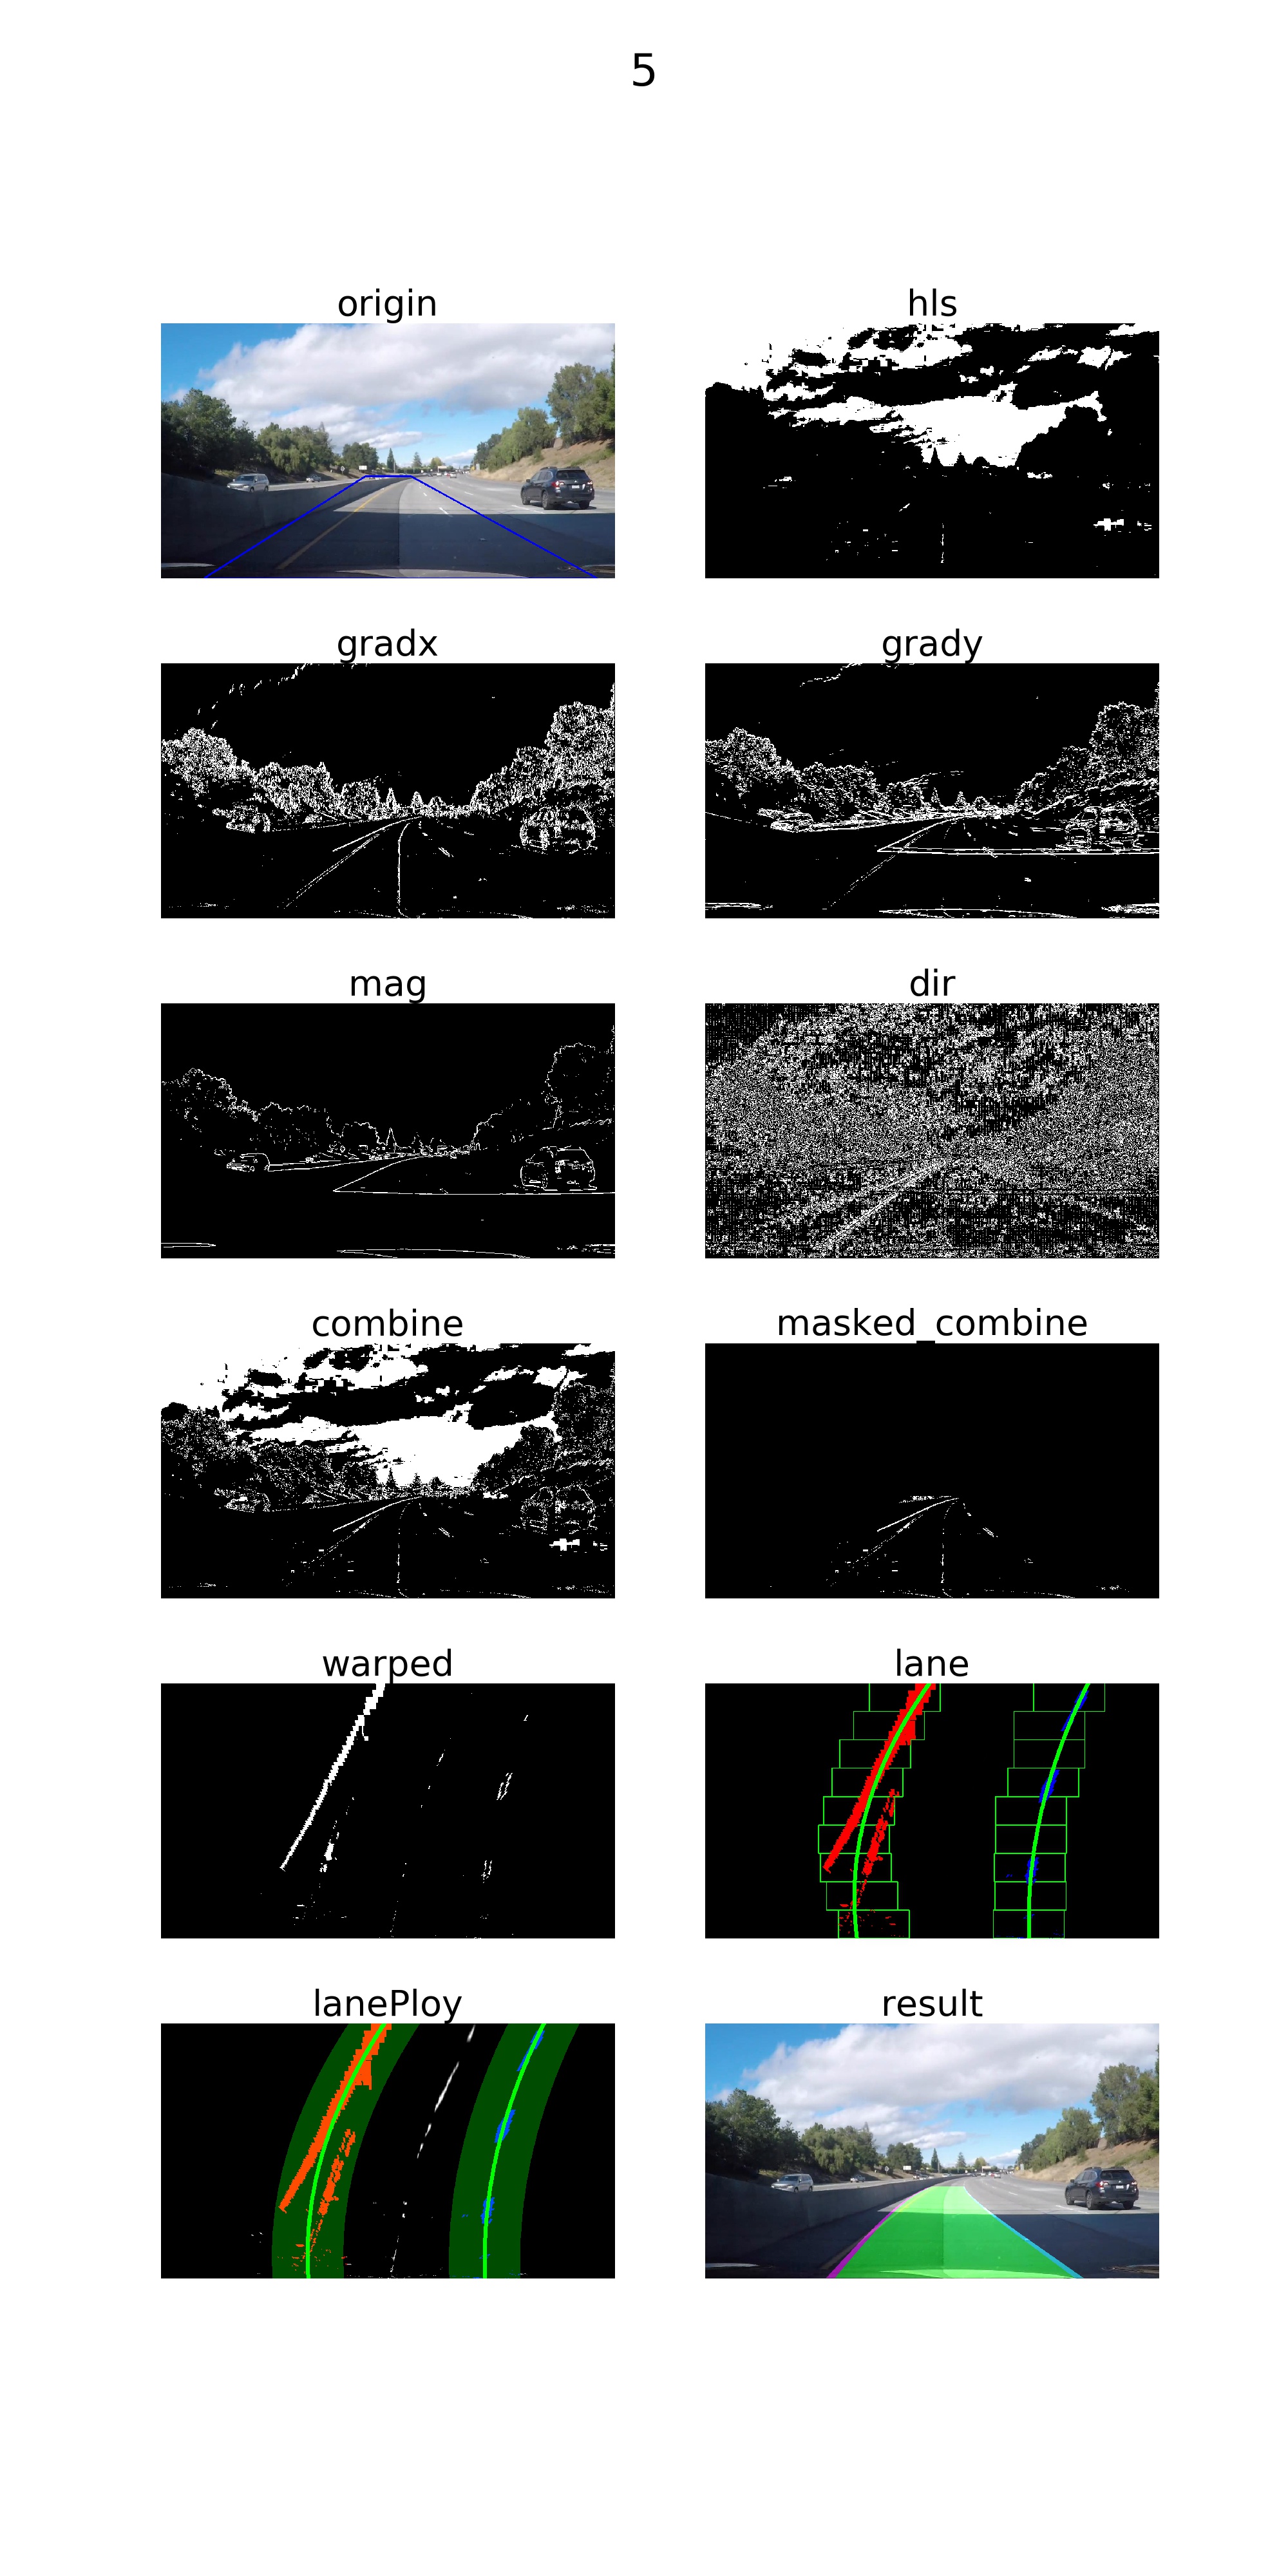 5
origin
hls
gradx
grady
mag
dir
combine
masked_combine
warped
lane
lanePloy
result